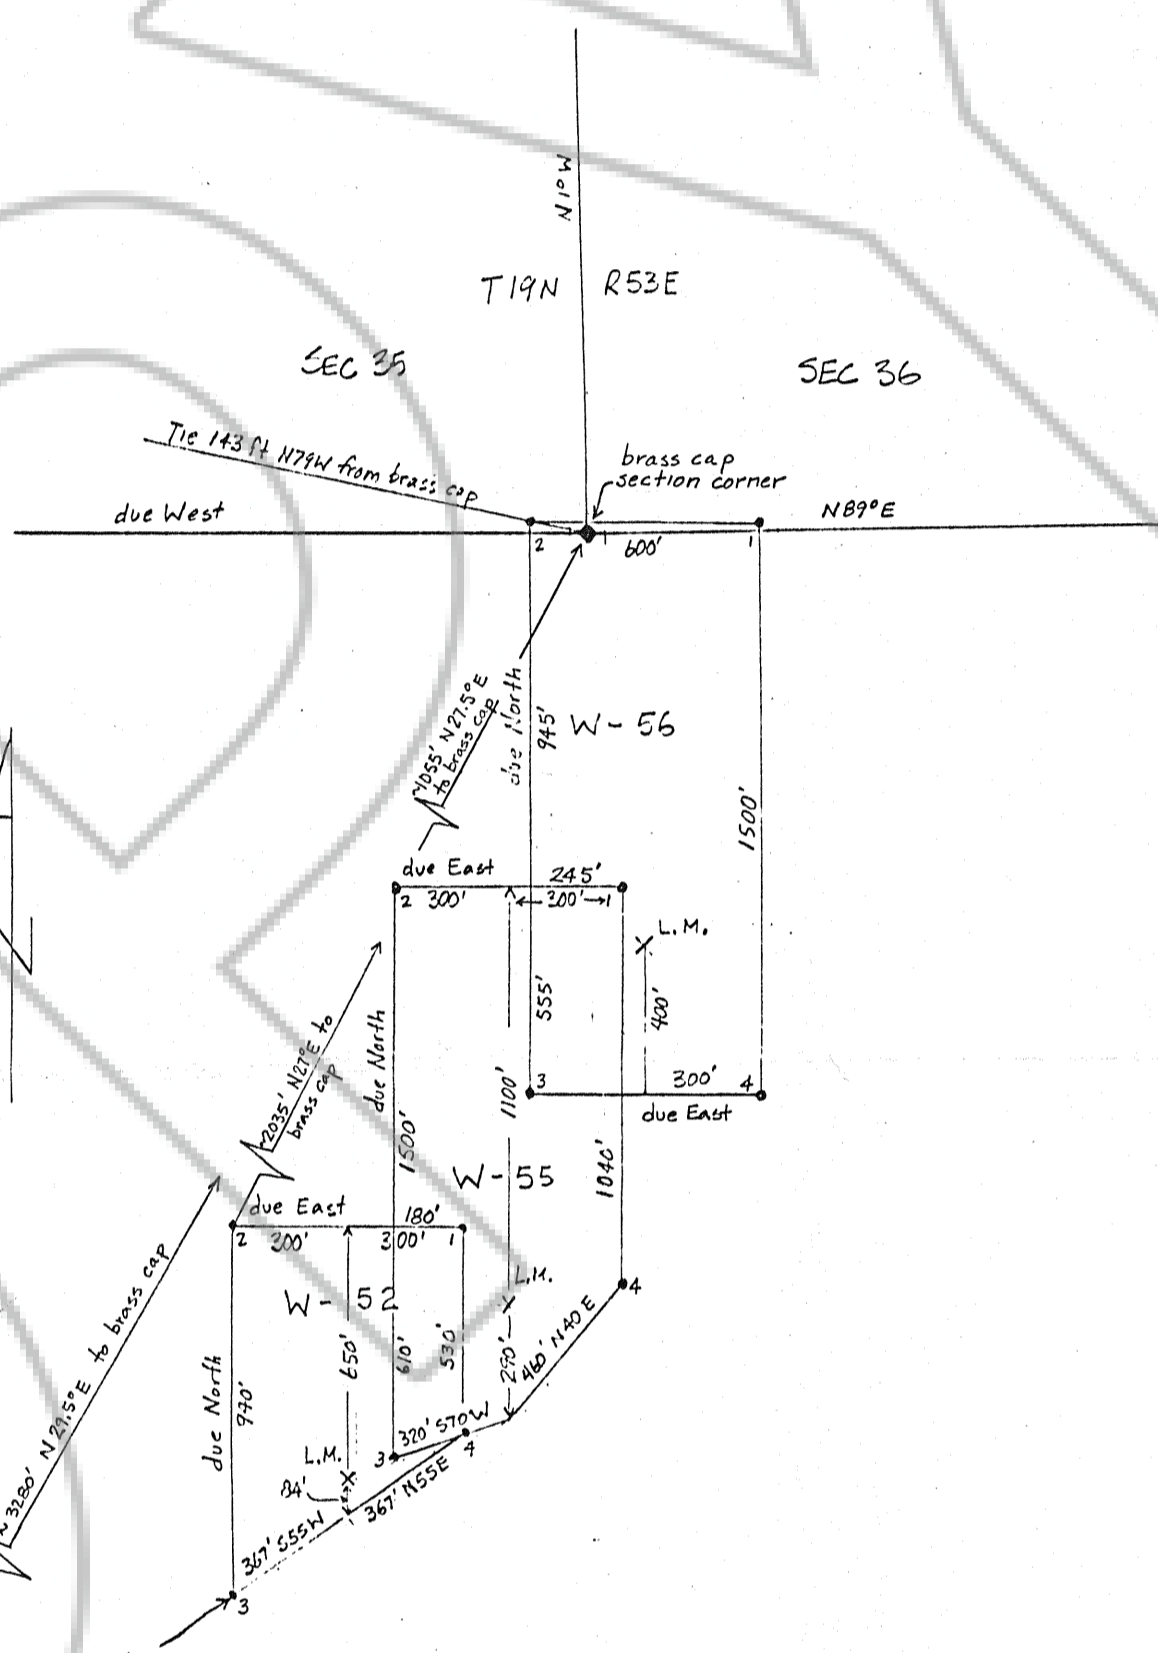 N1°W
T19N R53E
SEC 35
SEC 36
Tie 143 ft N79W from brass cap
brass cap
section corner
due West
N89°E
2
1
600'
1
~1055' N27.5°E
to brass cap
due North
945'
W-56
1500'
due East
245'
2
300'
300'
1
L.M.
400'
555'
3
300'
4
due East
~2035' N27°E to
brass cap
due North
1500'
1100'
W-55
1040'
due East
180'
2
300'
300'
1
L.M.
4
W-52
650'
610'
530'
290'
460' N40E
due North
970'
~3280' N29.5°E to brass cap
320' S70W
3
4
L.M.
84'
367' N55E
367' S55W
3